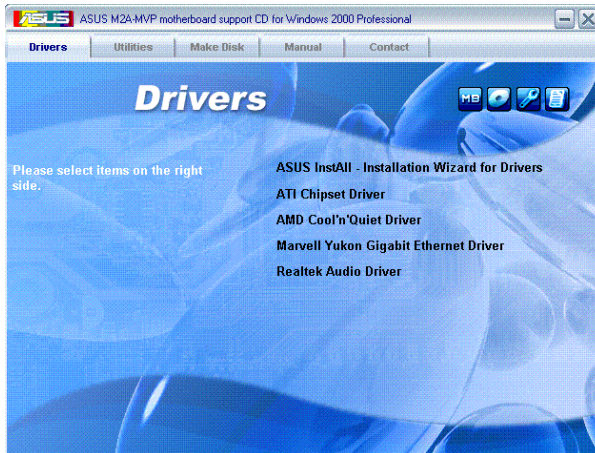 ASUS ASUS M2A-MVP motherboard support CD for Windows 2000 Professional
Drivers Utilities Make Disk Manual Contact
Drivers
MB
Please select items on the right
side.
ASUS InstAll - Installation Wizard for Drivers
ATI Chipset Driver
AMD Cool'n'Quiet Driver
Marvell Yukon Gigabit Ethernet Driver
Realtek Audio Driver